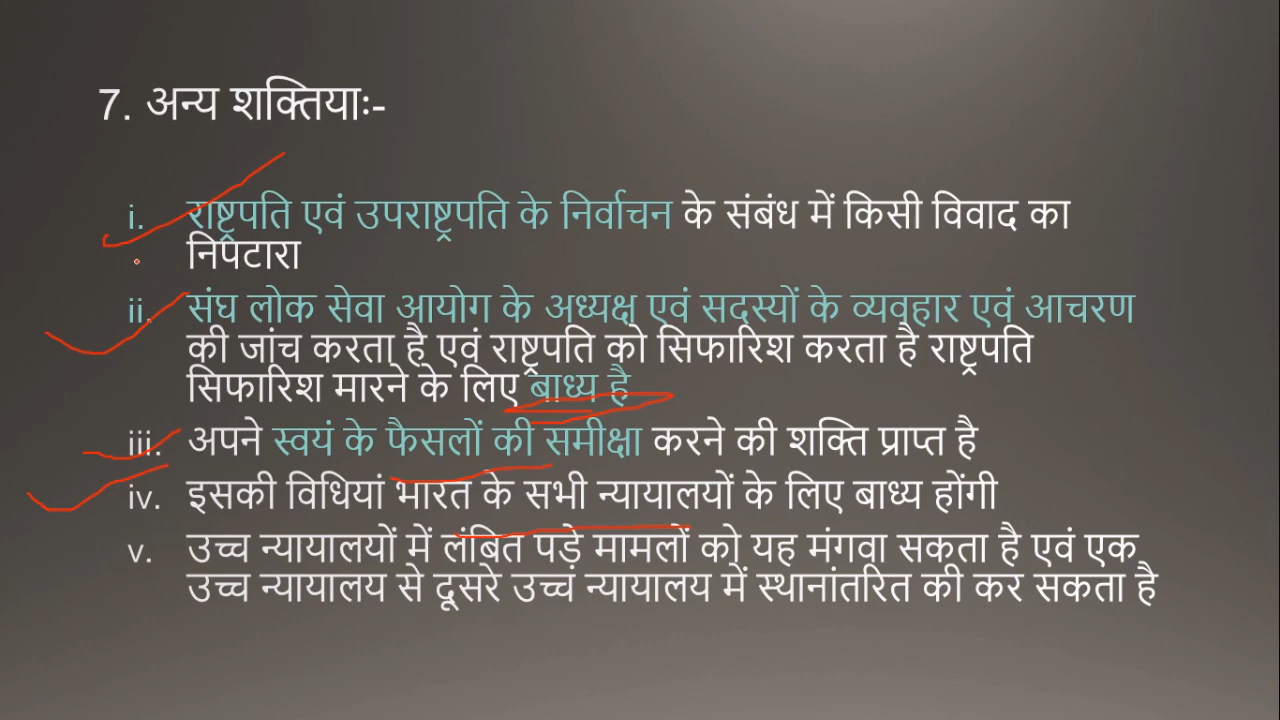 7. अन्य शक्तियाः-
i. राष्ट्रपति एवं उपराष्ट्रपति के निर्वाचन के संबंध में किसी विवाद का
निपटारा
ii. संघ लोक सेवा आयोग के अध्यक्ष एवं सदस्यों के व्यवहार एवं आचरण
की जांच करता है एवं राष्ट्रपति को सिफारिश करता है राष्ट्रपति
सिफारिश मारने के लिए बाध्य है
iii. अपने स्वयं के फैसलों की समीक्षा करने की शक्ति प्राप्त है
iv. इसकी विधियां भारत के सभी न्यायालयों के लिए बाध्य होंगी
v. उच्च न्यायालयों में लंबित पड़े मामलों को यह मंगवा सकता है एवं एक
उच्च न्यायालय से दूसरे उच्च न्यायालय में स्थानांतरित की कर सकता है